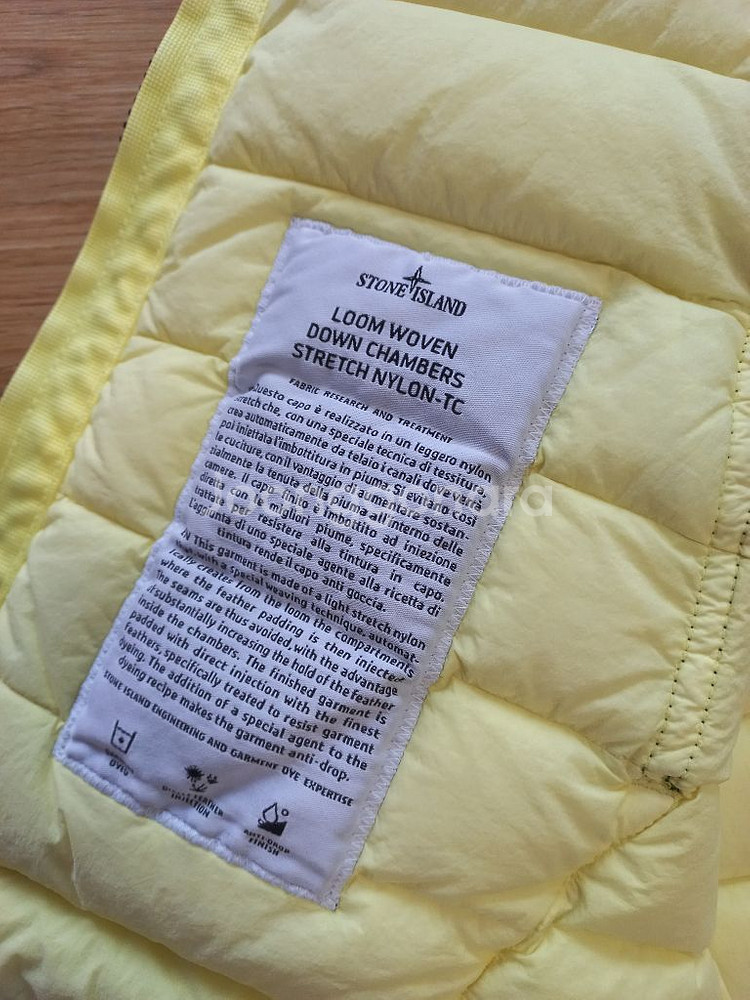 STONE ISLAND
LOOM WOVEN
DOWN CHAMBERS
STRETCH NYLON-TC
FABRIC RESEARCH AND TREATMENT
Questo capo è realizzato in un leggero nylon
stretch che, con una speciale tecnica di tessitura,
crea automaticamente da telaio i canali dove verrà
poi iniettata l'imbottitura in piuma. Si evitano così
le cuciture, con il vantaggio di aumentare sostan-
zialmente la tenuta della piuma all'interno delle
camere. Il capo finito è imbottito ad iniezione
diretta con le migliori piume, specificamente
trattate per resistere alla tintura in capo.
L'aggiunta di uno speciale agente alla ricetta di
tintura rende il capo anti goccia.
This garment is made of a light stretch nylon
with a special weaving technique, automat-
ically creates from the loom the compartments
where the feather padding is then injected.
The seams are thus avoided, with the advantage
of substantially increasing the hold of the feather
inside the chambers. The finished garment is
padded with direct injection with the finest
feathers, specifically treated to resist garment
dyeing. The addition of a special agent to the
dyeing recipe makes the garment anti-drop.
STONE ISLAND ENGINEERING AND GARMENT DYE EXPERTISE
DYED
FEATHER
INJECTION
ANTI DROP
FINISH